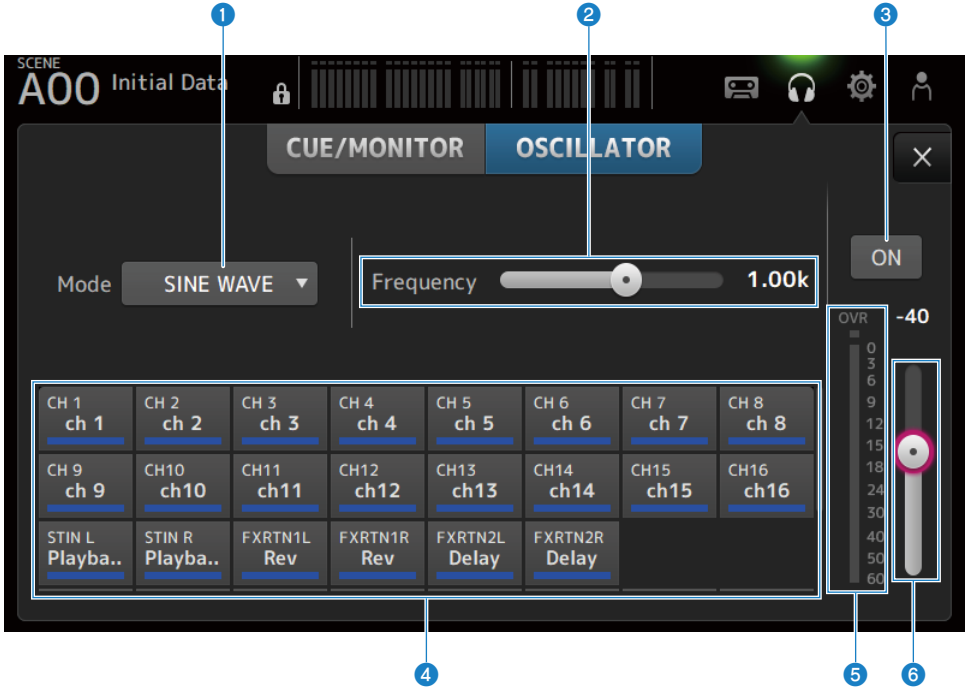 1 2 3
SCENE
A00 Initial Data
CUE/MONITOR OSCILLATOR
ON
Mode SINE WAVE Frequency 1.00k
OVR -40
0
3
6
9
12
15
18
24
30
40
50
60
CH 1 CH 2 CH 3 CH 4 CH 5 CH 6 CH 7 CH 8
ch 1 ch 2 ch 3 ch 4 ch 5 ch 6 ch 7 ch 8
CH 9 CH10 CH11 CH12 CH13 CH14 CH15 CH16
ch 9 ch10 ch11 ch12 ch13 ch14 ch15 ch16
STIN L STIN R FXRTN1L FXRTN1R FXRTN2L FXRTN2R
Playba.. Playba.. Rev Rev Delay Delay
4 5 6